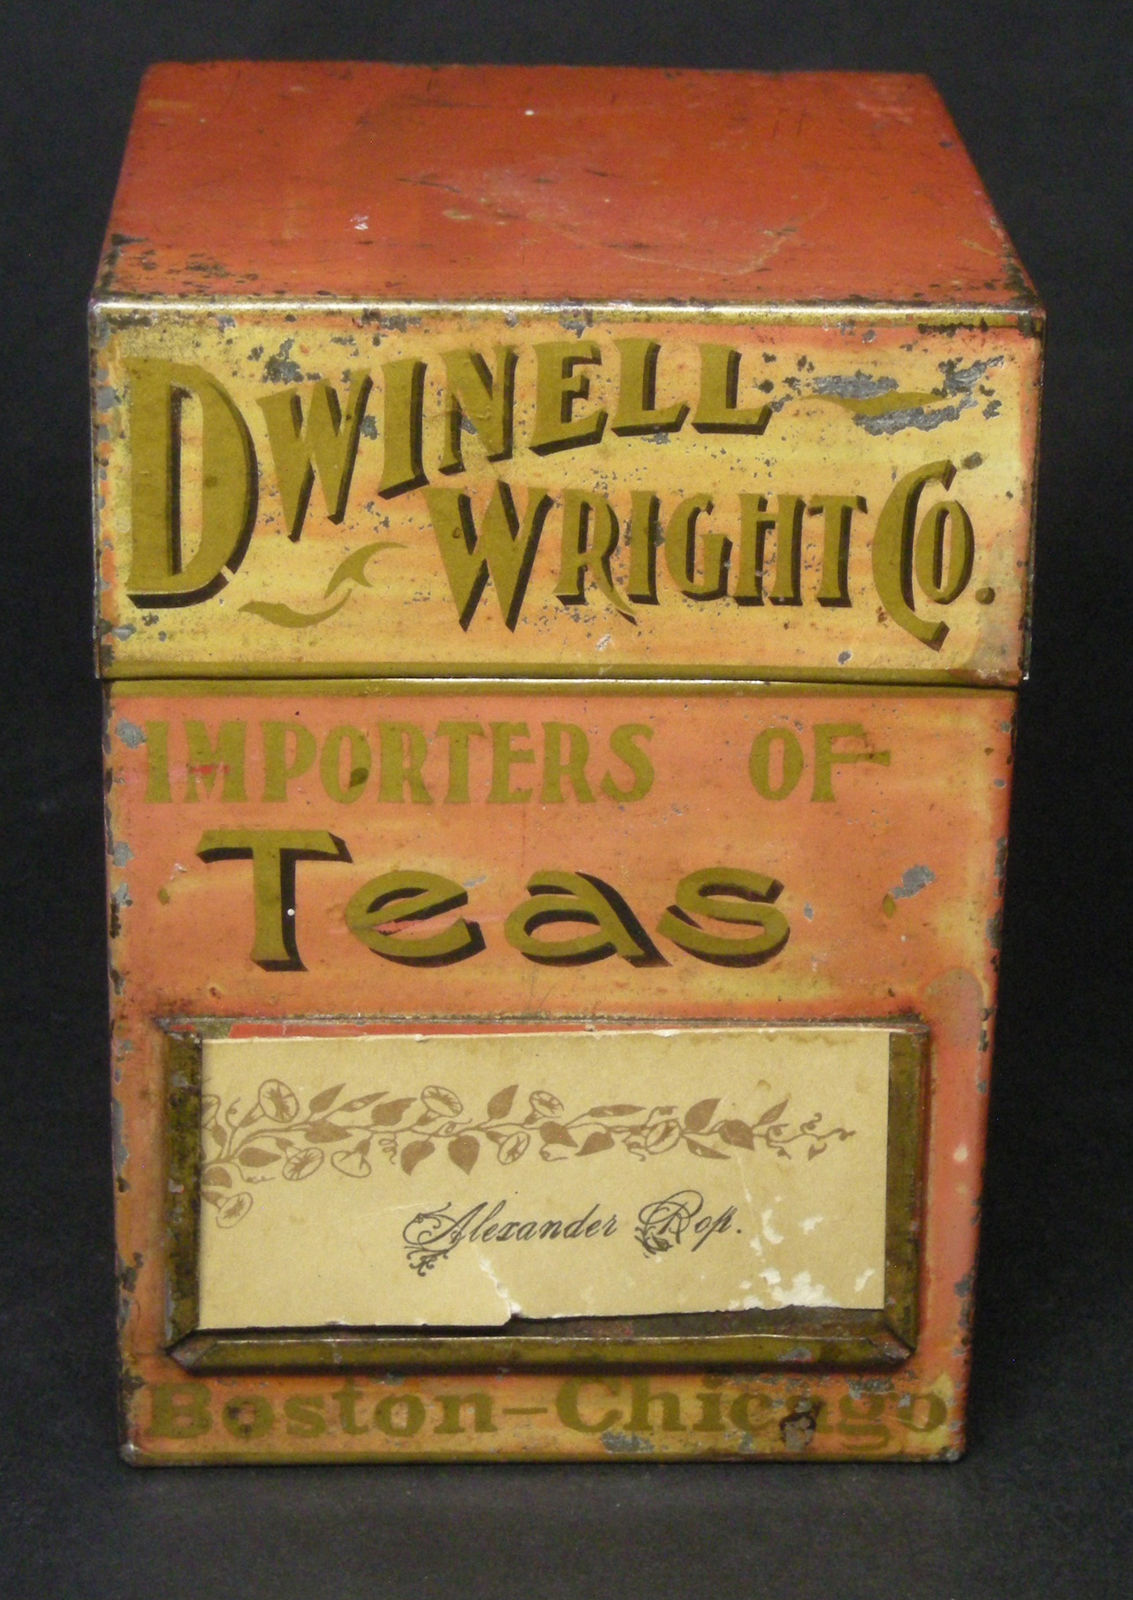 DWINELL
WRIGHT CO.
IMPORTERS OF
Teas
Alexander Rop.
Boston-Chicago